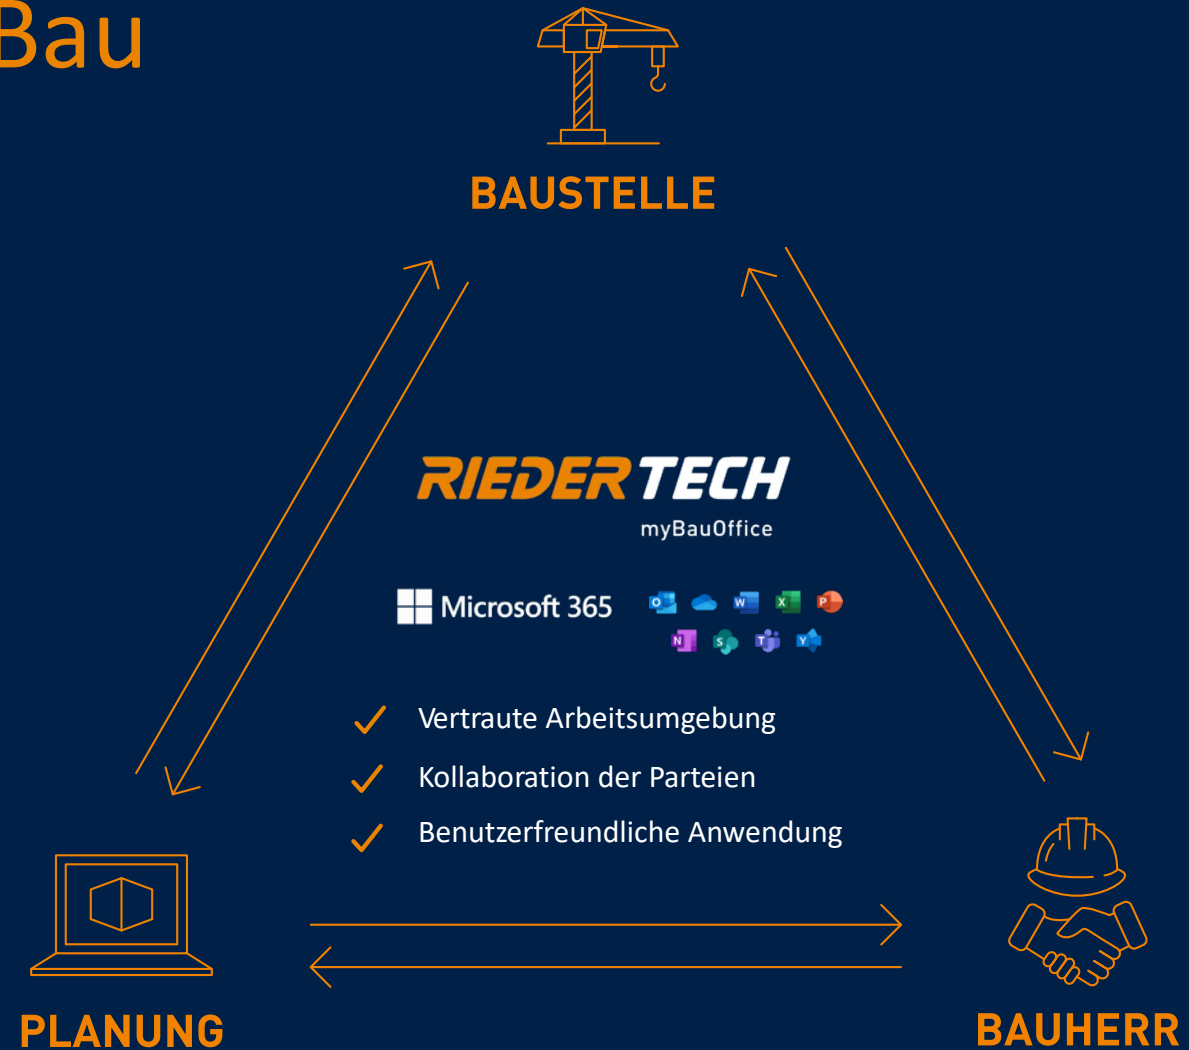 Bau
BAUSTELLE
RIEDERTECH
myBauOffice
Microsoft 365
O W X P
N S T Y
Vertraute Arbeitsumgebung
Kollaboration der Parteien
Benutzerfreundliche Anwendung
PLANUNG
BAUHERR